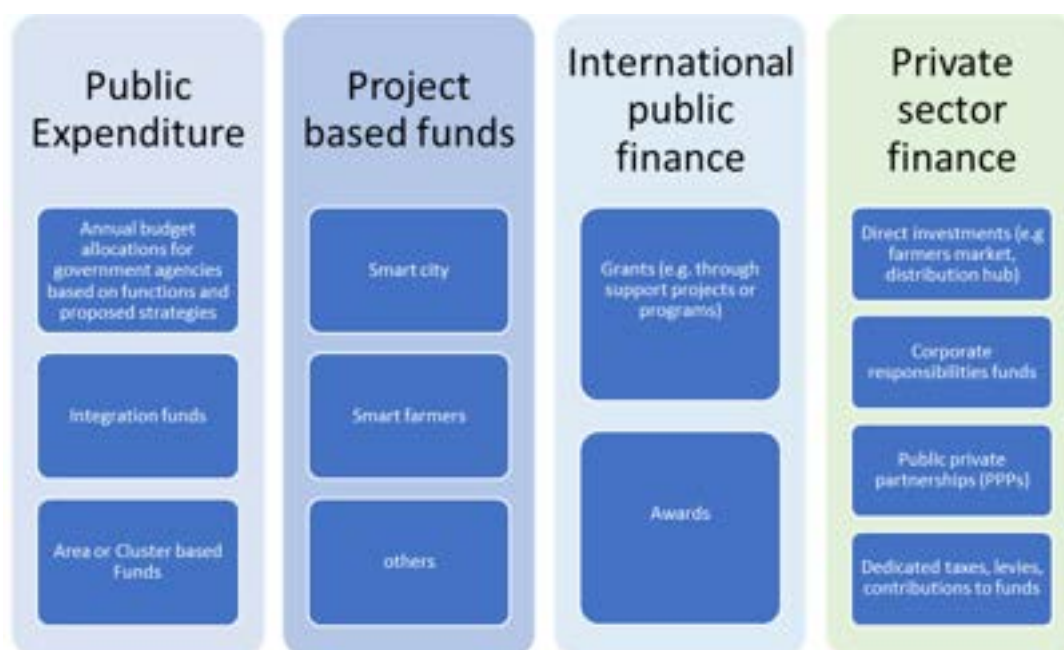 Public
Expenditure
Annual budget
allocations for
government agencies
based on functions and
proposed strategies
Integration funds
Area or Cluster based
Funds
Project
based funds
Smart city
Smart farmers
others
International
public
finance
Grants (e.g. through
support projects or
programs)
Awards
Private
sector
finance
Direct investments (e.g
farmers market,
distribution hub)
Corporate
responsibilities funds
Public private
partnerships (PPPs)
Dedicated taxes, levies,
contributions to funds